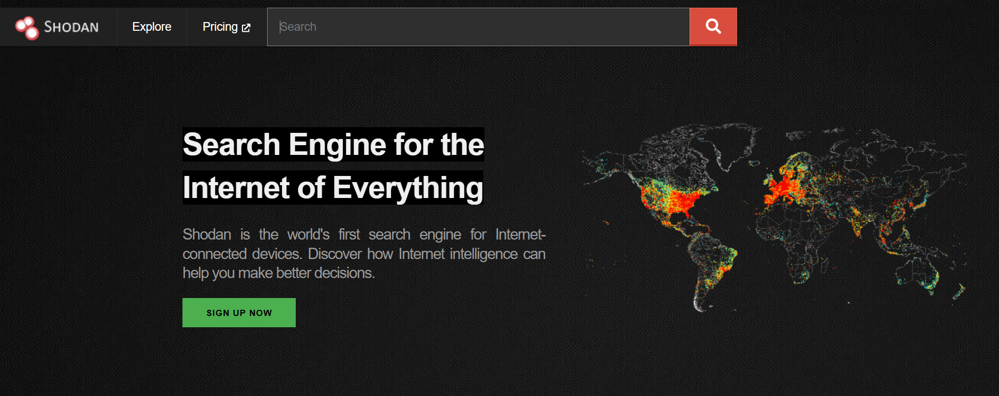 SHODAN
Explore
Pricing
Search
Search Engine for the
Internet of Everything
Shodan is the world's first search engine for Internet-
connected devices. Discover how Internet intelligence can
help you make better decisions.
SIGN UP NOW